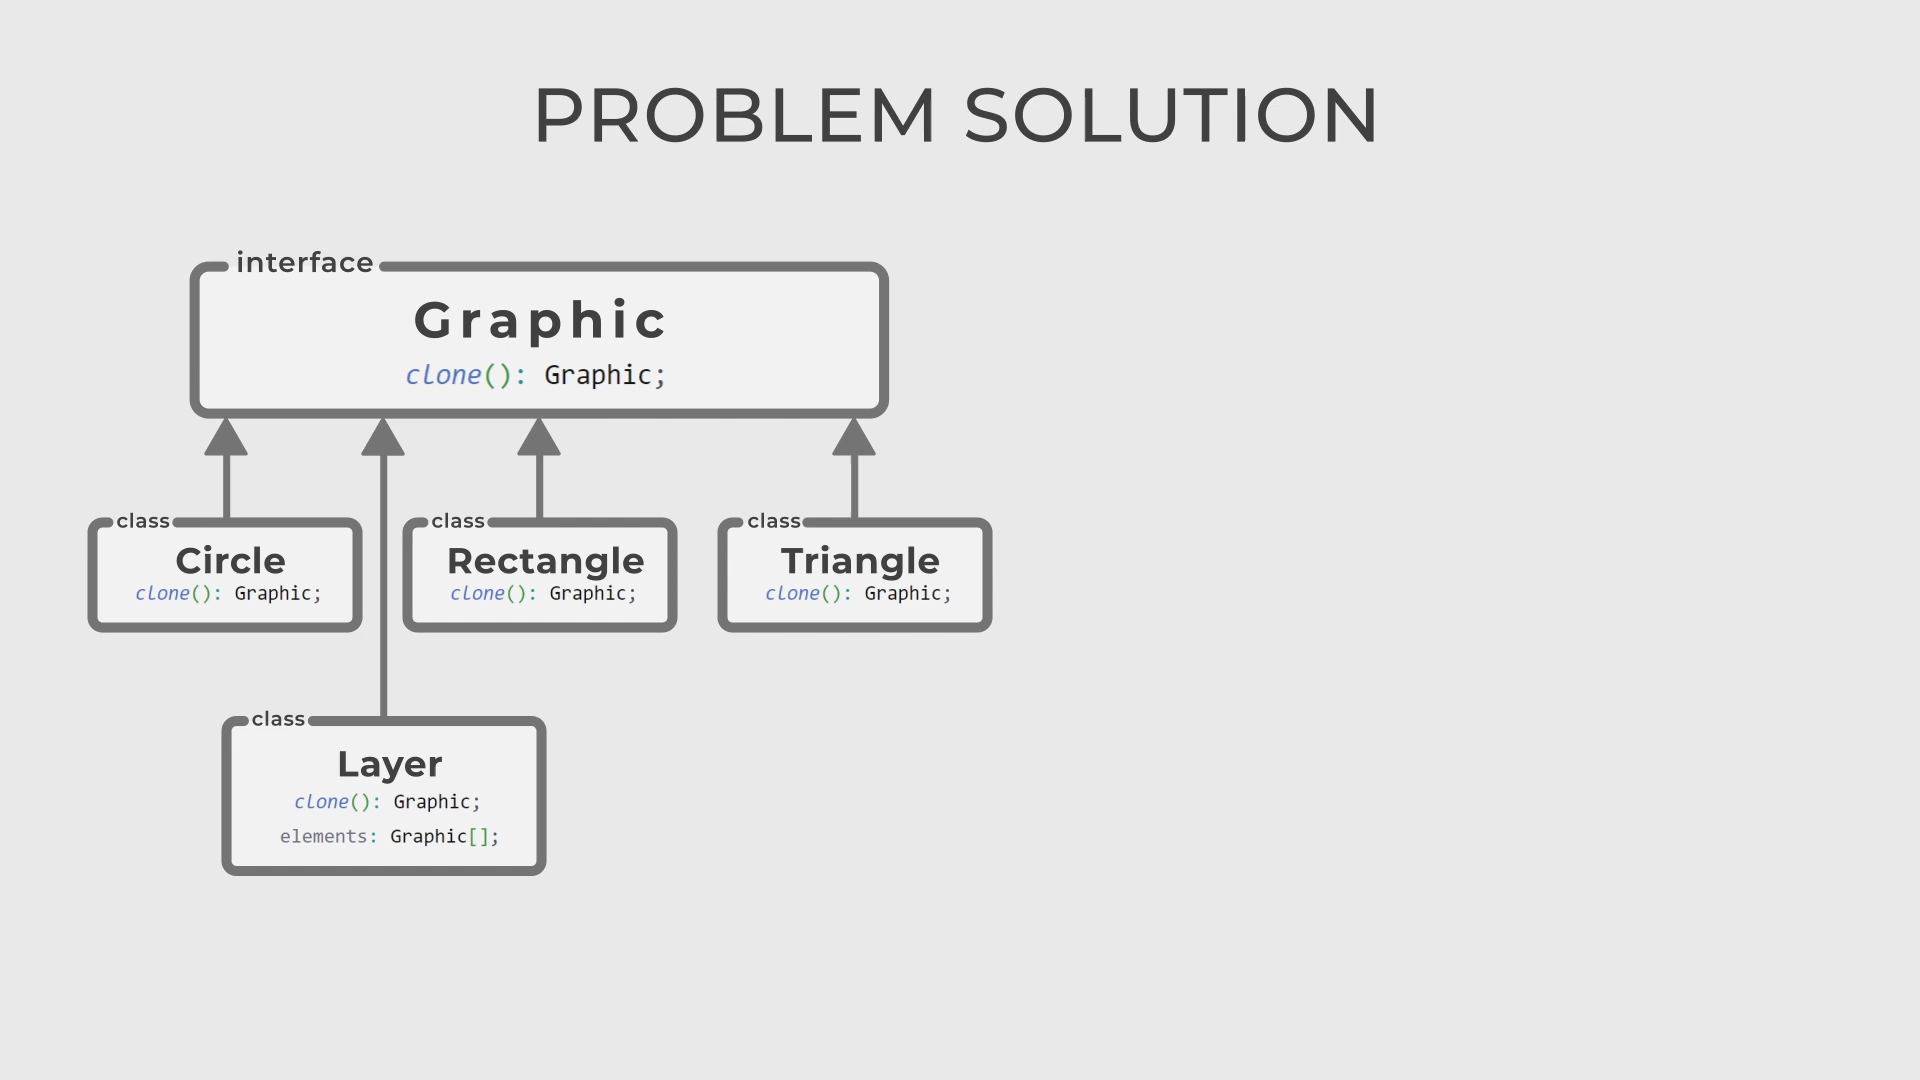 PROBLEM SOLUTION
interface
Graphic
clone(): Graphic;
class
Circle
clone(): Graphic;
class
Rectangle
clone(): Graphic;
class
Triangle
clone(): Graphic;
class
Layer
clone(): Graphic;
elements: Graphic[];